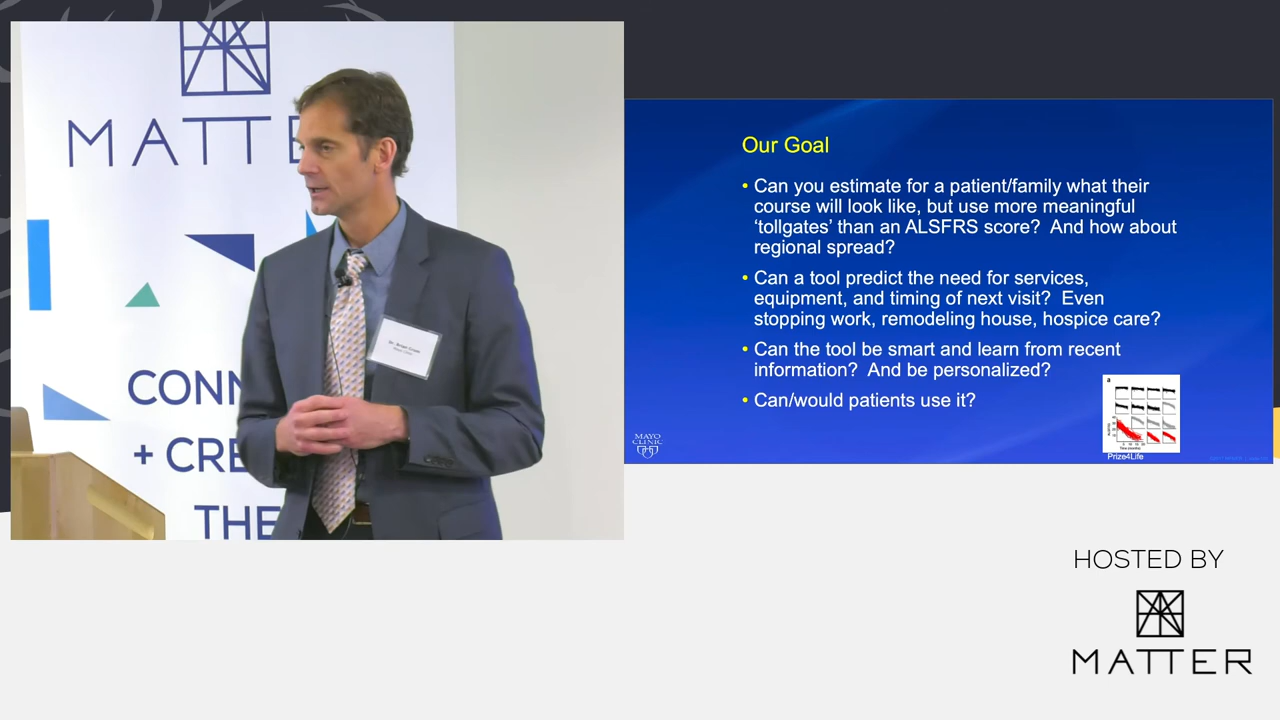 MATTE
CONN
+ CRE
THE
Our Goal
• Can you estimate for a patient/family what their
course will look like, but use more meaningful
‘tollgates’ than an ALSFRS score?  And how about
regional spread?
• Can a tool predict the need for services,
equipment, and timing of next visit?  Even
stopping work, remodeling house, hospice care?
• Can the tool be smart and learn from recent
information?  And be personalized?
• Can/would patients use it?
MAYO
CLINIC
a
Prize4Life
HOSTED BY
MATTER